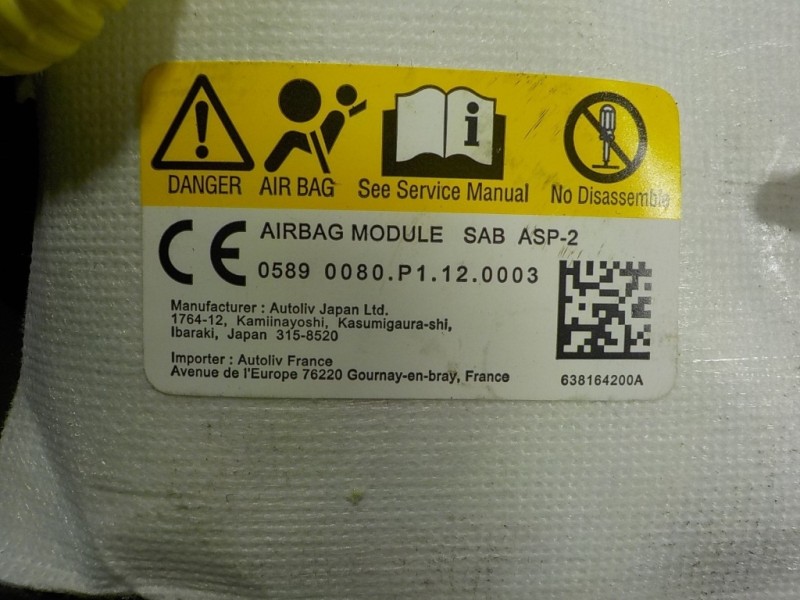 DANGER AIR BAG See Service Manual No Disassemble
CE AIRBAG MODULE SAB ASP-2
0589 0080.P1.12.0003
Manufacturer : Autoliv Japan Ltd.
1764-12, Kamiinayoshi, Kasumigaura-shi,
Ibaraki, Japan 315-8520
Importer : Autoliv France
Avenue de l'Europe 76220 Gournay-en-bray, France
638164200A